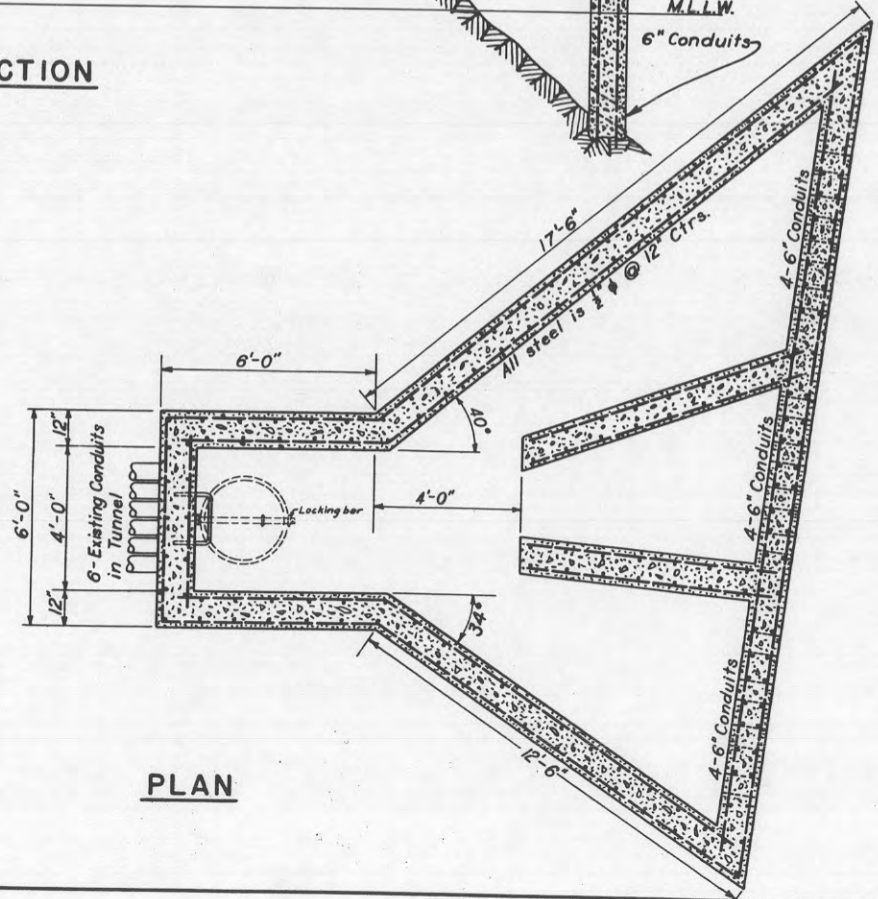 M.L.L.W.
6" Conduits
CTION
17'-6"
All steel is ½ ϕ @ 12" Ctrs.
4-6" Conduits
6'-0"
40°
12"
6'-0"
4'-0"
6-Existing Conduits
in Tunnel
Locking bar
4'-0"
4-6" Conduits
12"
34°
4-6" Conduits
12'-6"
PLAN